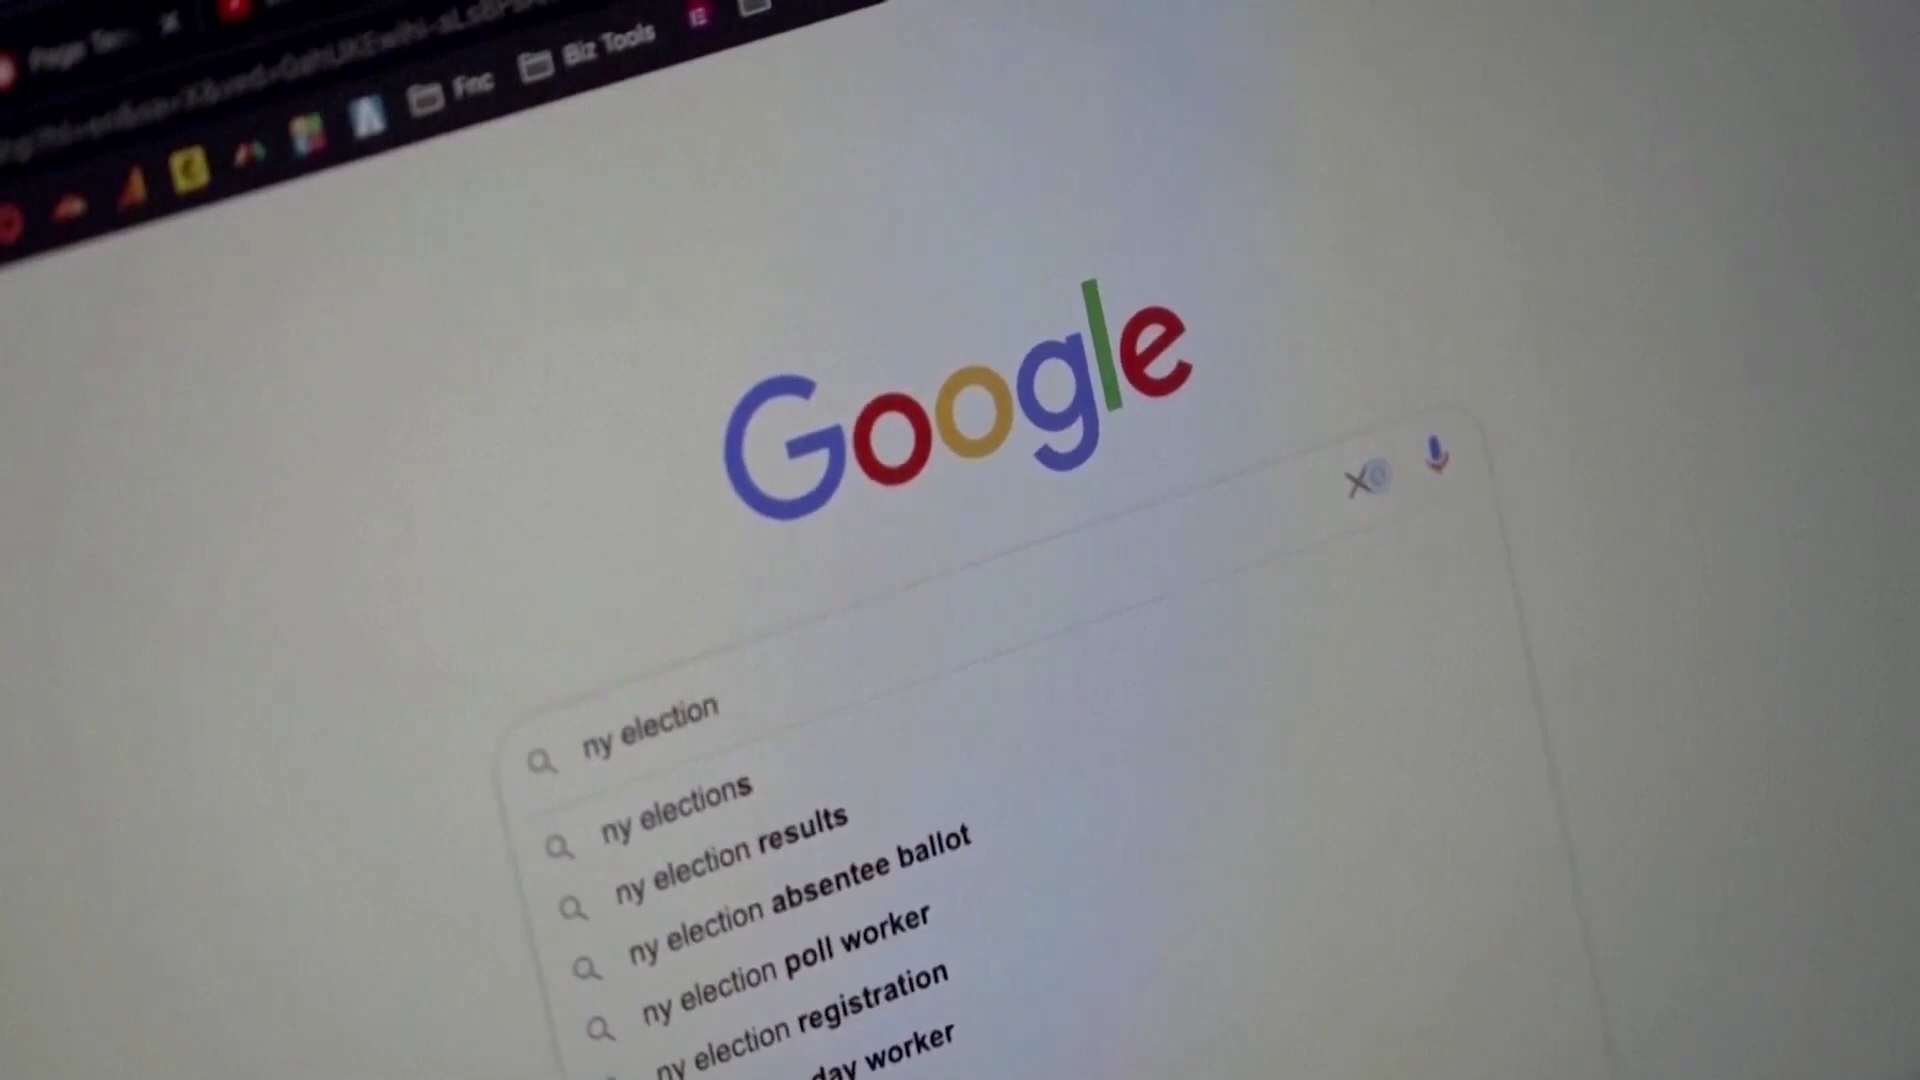 Page
Fnc
Biz Tools
Google
ny election
ny elections
ny election results
ny election absentee ballot
ny election poll worker
ny election registration
day worker